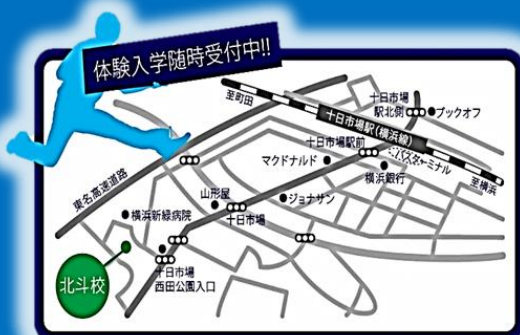 体験入学随時受付中!!
至町田
十日市場
駅北側
ブックオフ
十日市場駅(横浜線)
十日市場駅前
バスターミナル
マクドナルド
横浜銀行
至横浜
東名高速道路
山形屋
ジョナサン
十日市場
横浜新緑病院
北斗校
十日市場
西田公園入口